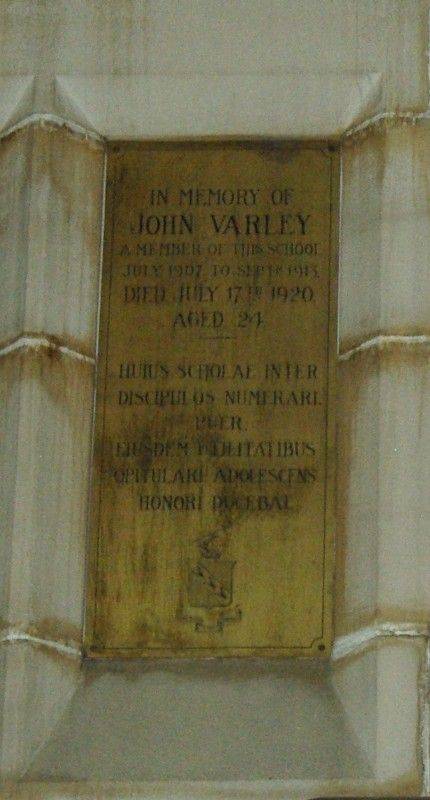 IN MEMORY OF
JOHN VARLEY
A MEMBER OF THIS SCHOOL
JULY 1907 TO SEPTR 1913
DIED JULY 17TH 1920
AGED 24
HUIUS SCHOLAE INTER
DISCIPULOS NUMERARI
PUER
EIUSDEM UTILITATIBUS
OPITULARI ADOLESCENS
HONORI DUCEBAT